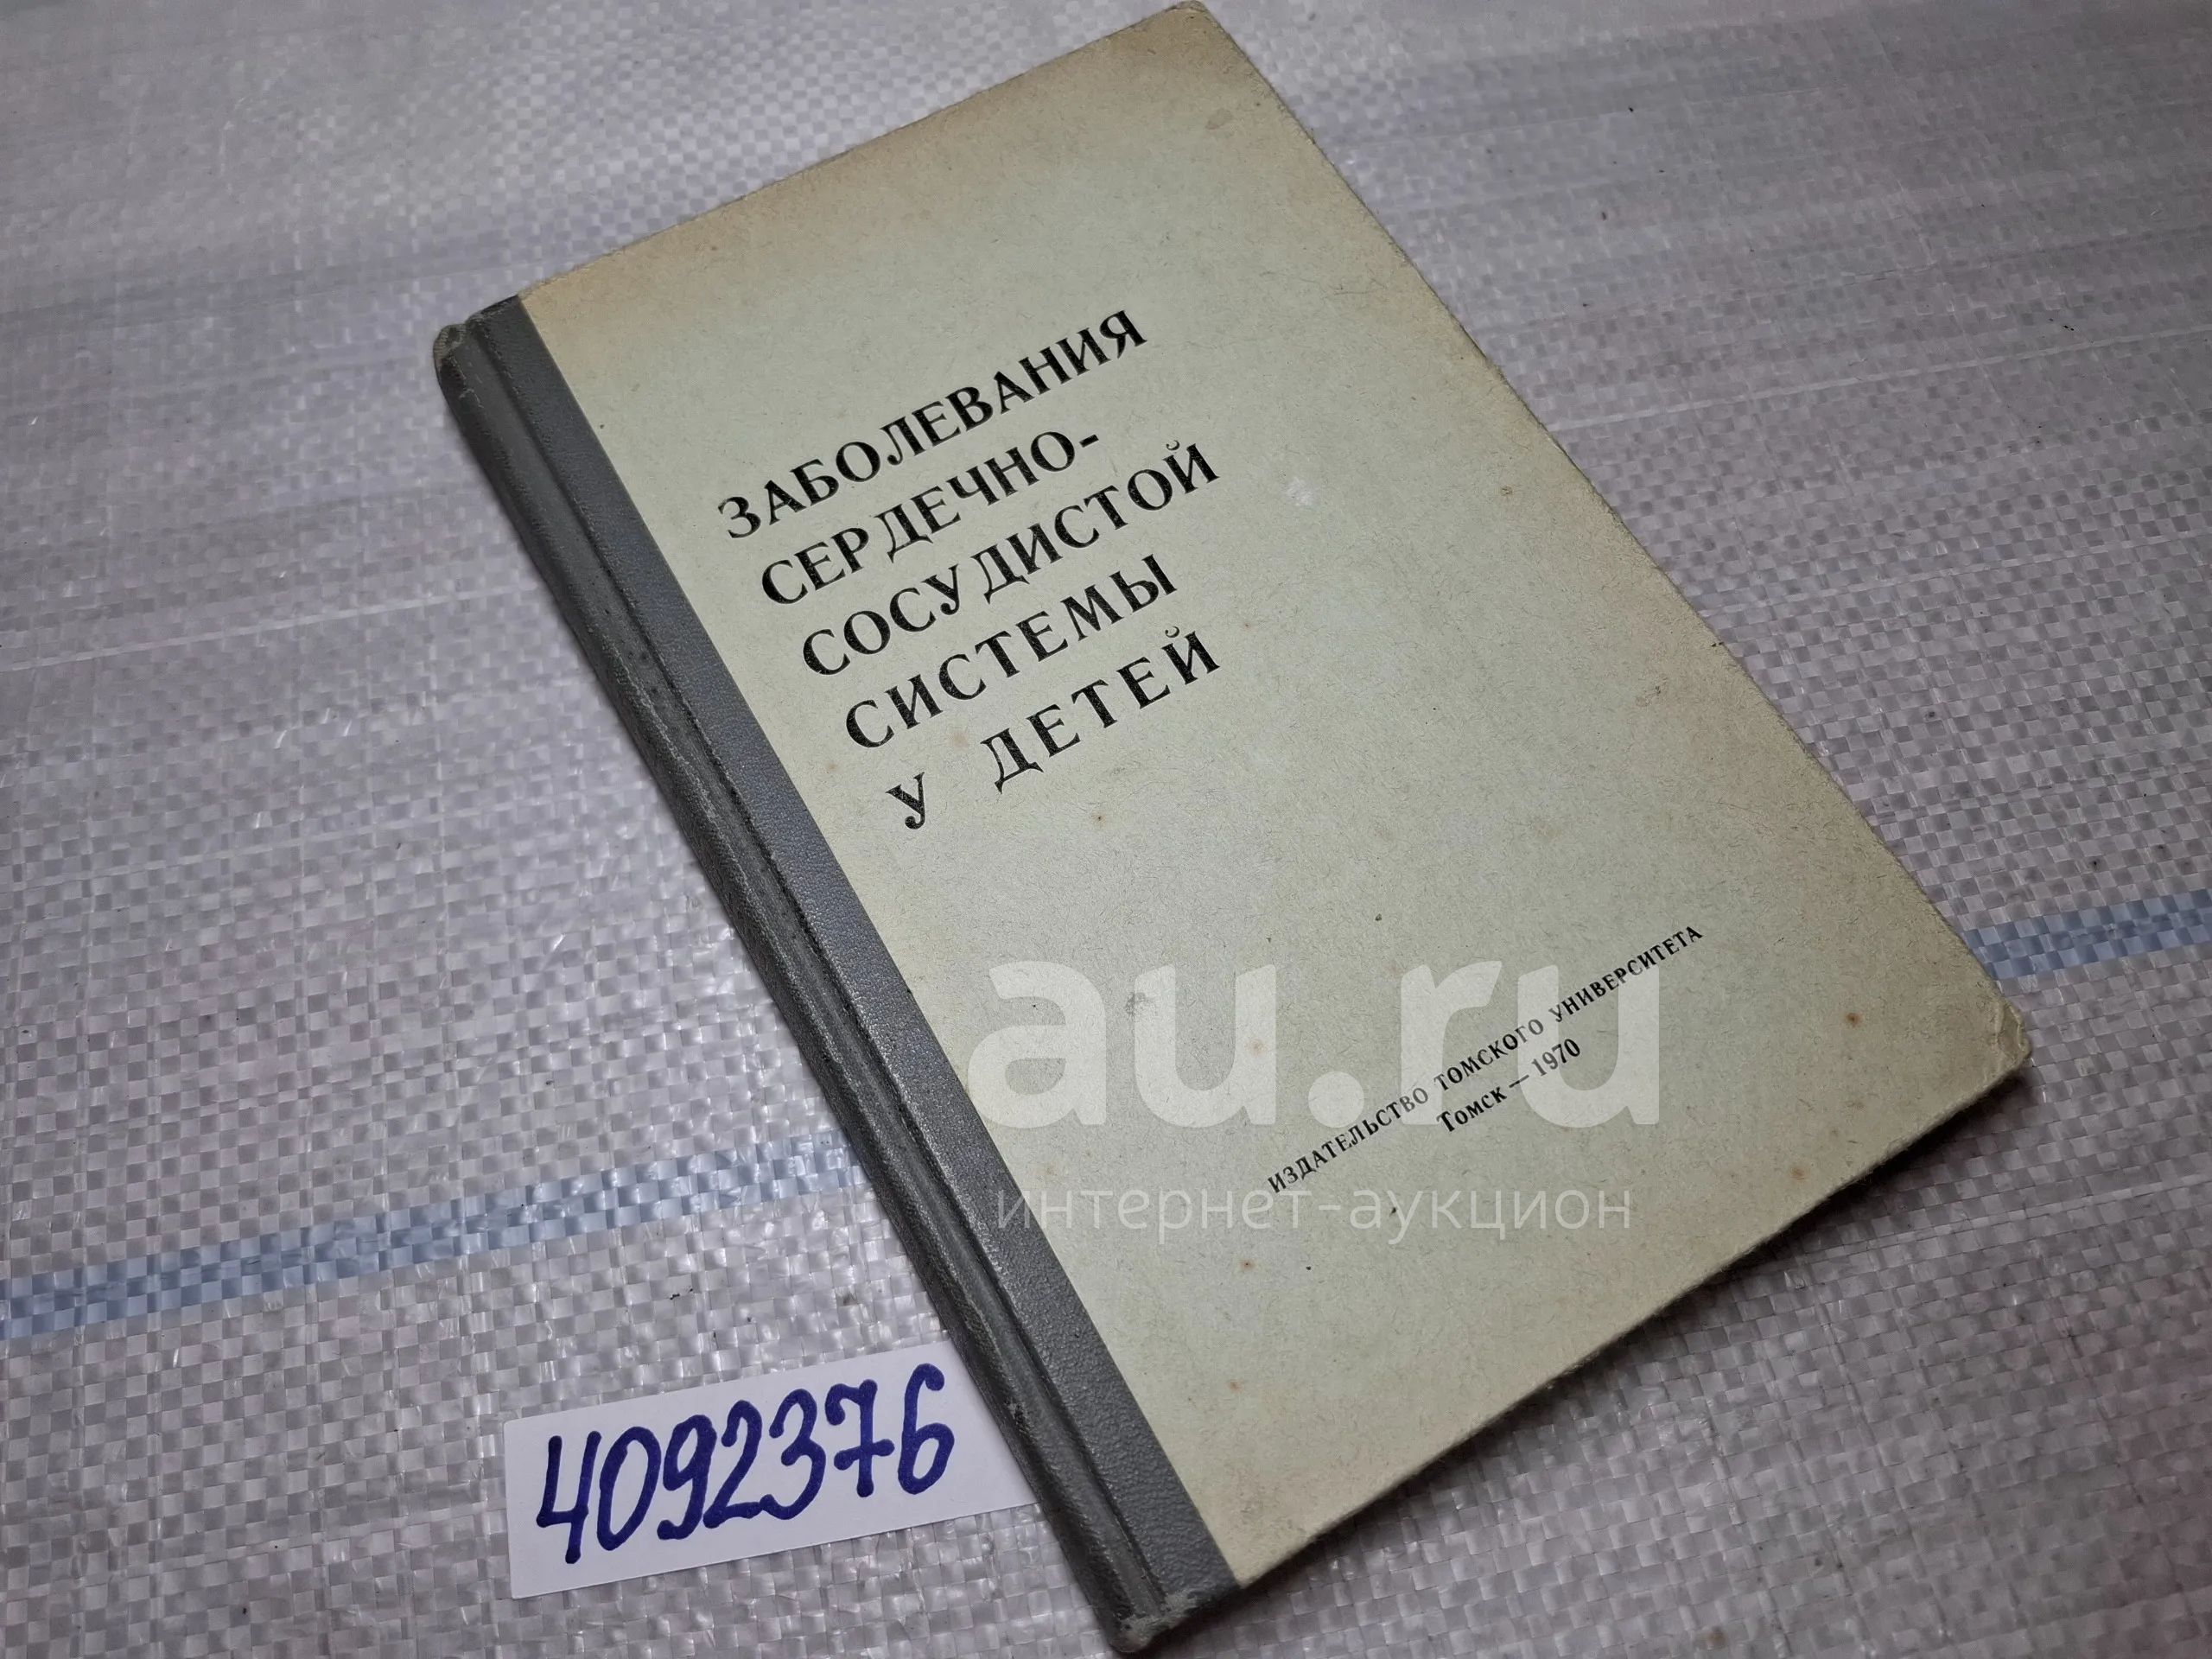 ЗАБОЛЕВАНИЯ
СЕРДЕЧНО-
СОСУДИСТОЙ
СИСТЕМЫ
У ДЕТЕЙ
ИЗДАТЕЛЬСТВО ТОМСКОГО УНИВЕРСИТЕТА
Томск — 1970
au.ru
интернет-аукцион
4092376